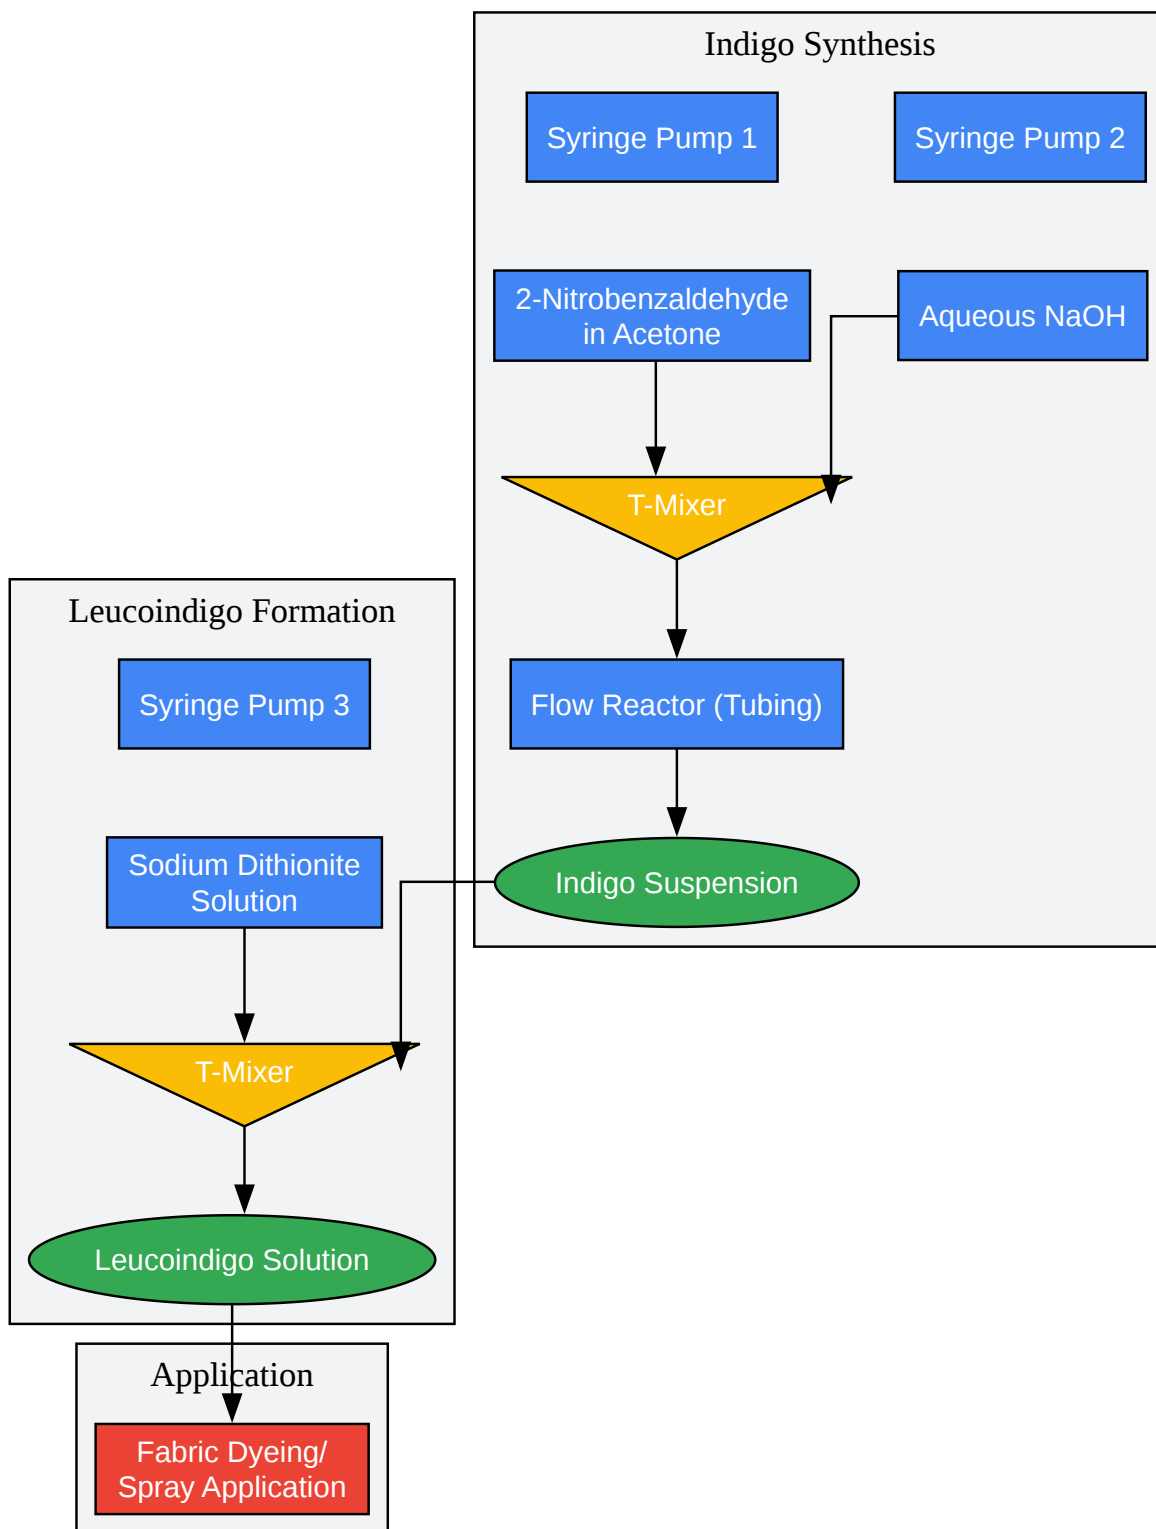 Indigo Synthesis
Syringe Pump 1
Syringe Pump 2
2-Nitrobenzaldehyde
in Acetone
Aqueous NaOH
T-Mixer
Flow Reactor (Tubing)
Indigo Suspension
Leucoindigo Formation
Syringe Pump 3
Sodium Dithionite
Solution
T-Mixer
Leucoindigo Solution
Application
Fabric Dyeing/
Spray Application